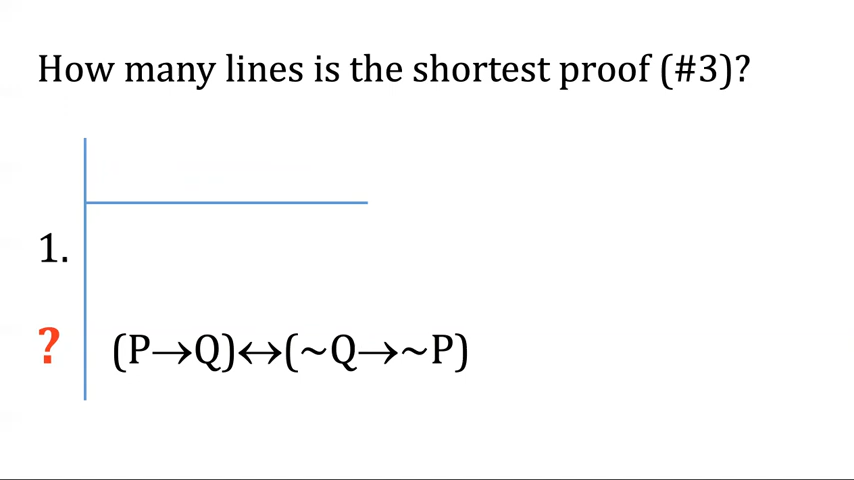 How many lines is the shortest proof (#3)?
1.
? (P→Q)↔(~Q→~P)